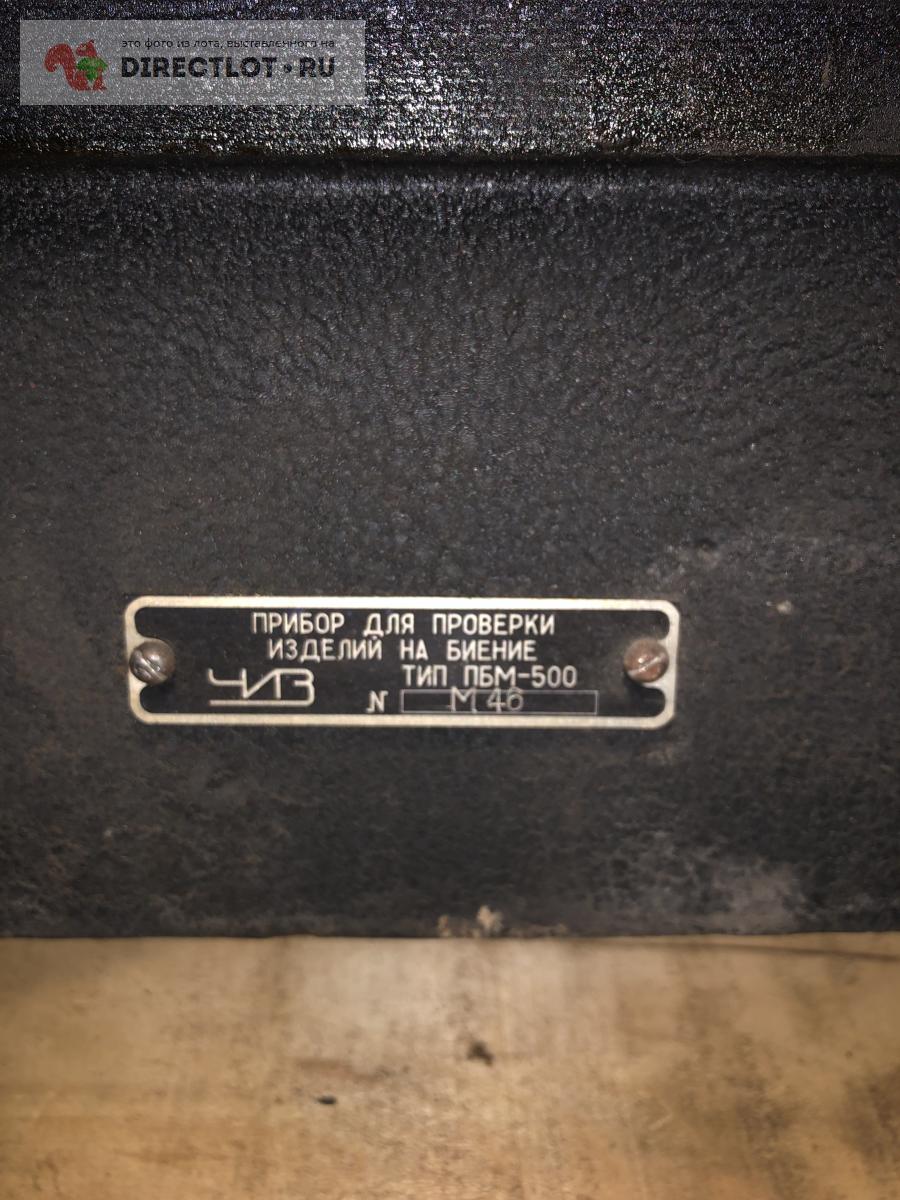 это фото из лота, выставленного на
DIRECTLOT·RU
ПРИБОР ДЛЯ ПРОВЕРКИ
ИЗДЕЛИЙ НА БИЕНИЕ
ЧИЗ ТИП ПБМ-500
N М46